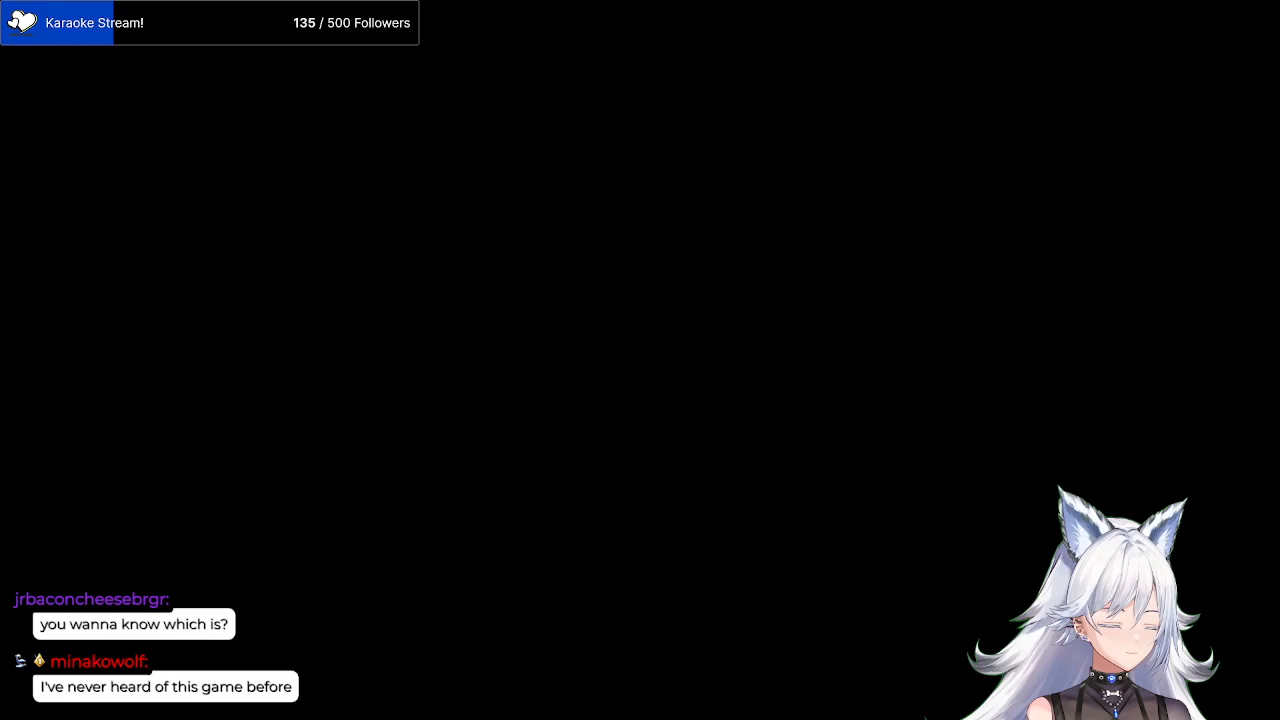 Karaoke Stream! 135 / 500 Followers
jrbaconcheesebrgr:
you wanna know which is?
minakowolf:
I've never heard of this game before